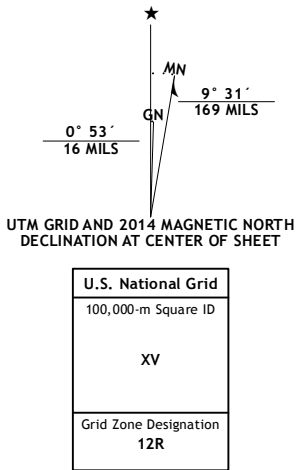 MN
GN
9° 31´
169 MILS
0° 53´
16 MILS
UTM GRID AND 2014 MAGNETIC NORTH
DECLINATION AT CENTER OF SHEET
U.S. National Grid
100,000-m Square ID
XV
Grid Zone Designation
12R